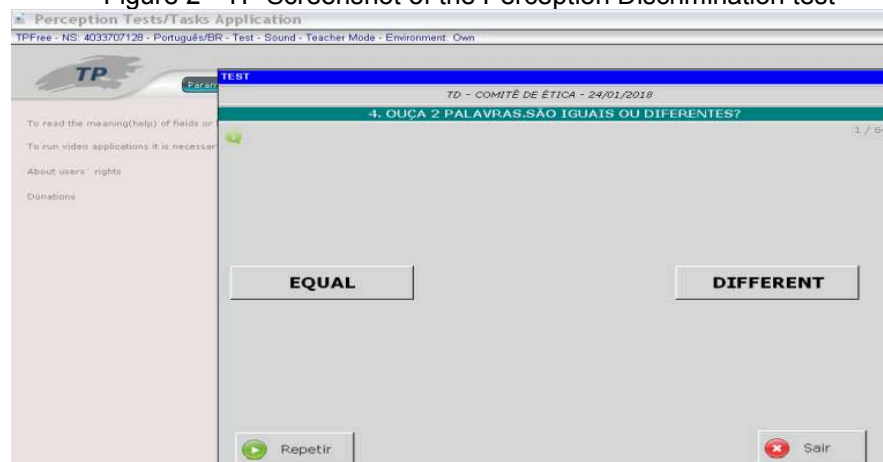 Figure 2 - TP Screenshot of the Perception Discrimination test
Perception Tests/Tasks Application
TPFree - NS: 4033707128 - Português/BR - Test - Sound - Teacher Mode - Environment: Own
TP
Param
TEST
TD - COMITÊ DE ÉTICA - 24/01/2018
4. OUÇA 2 PALAVRAS.SÃO IGUAIS OU DIFERENTES?
1 / 6
To read the meaning(help) of fields or
To run video applications it is necessar
About users´ rights
Donations
EQUAL
DIFFERENT
Repetir
Sair